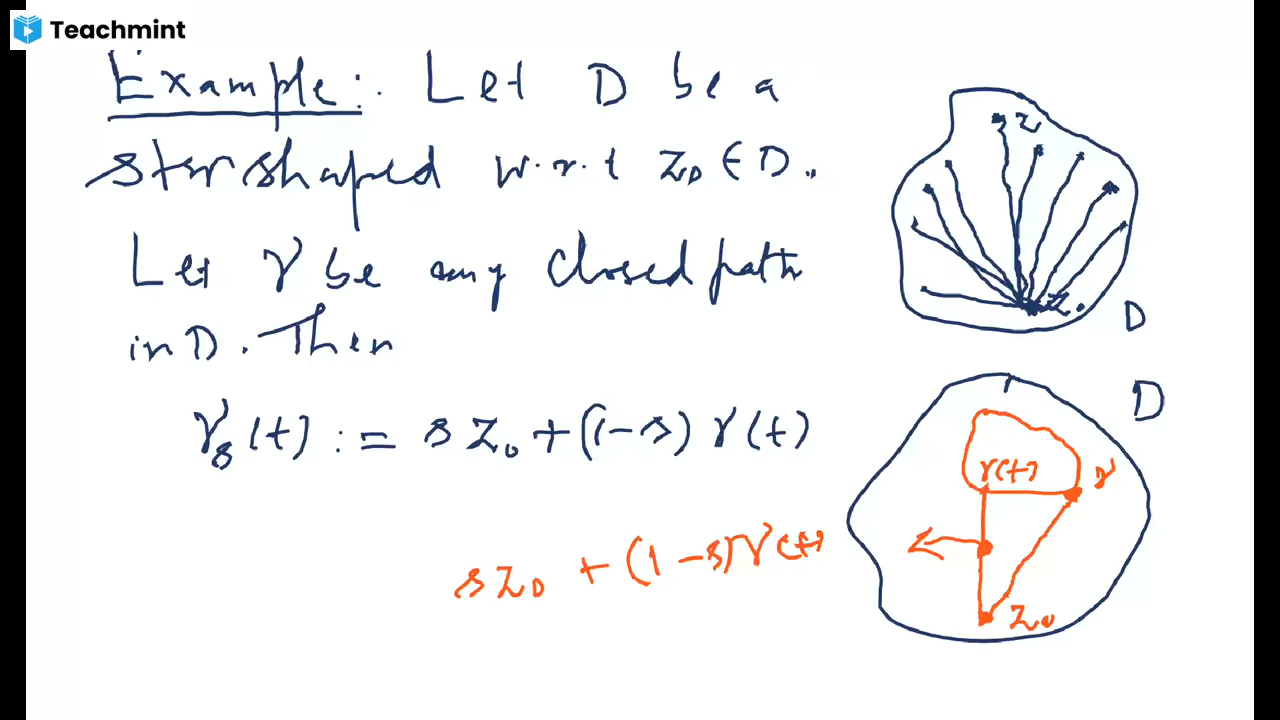 Teachmint
Example: Let D be a
starshaped w.r.t z₀ ∈ D.
Let γ be any closed path
in D. Then
γₛ(t) := s z₀ + (1-s) γ(t)
s z₀ + (1-s) γ(t)
z
z₀
D
D
γ(t) γ
z₀